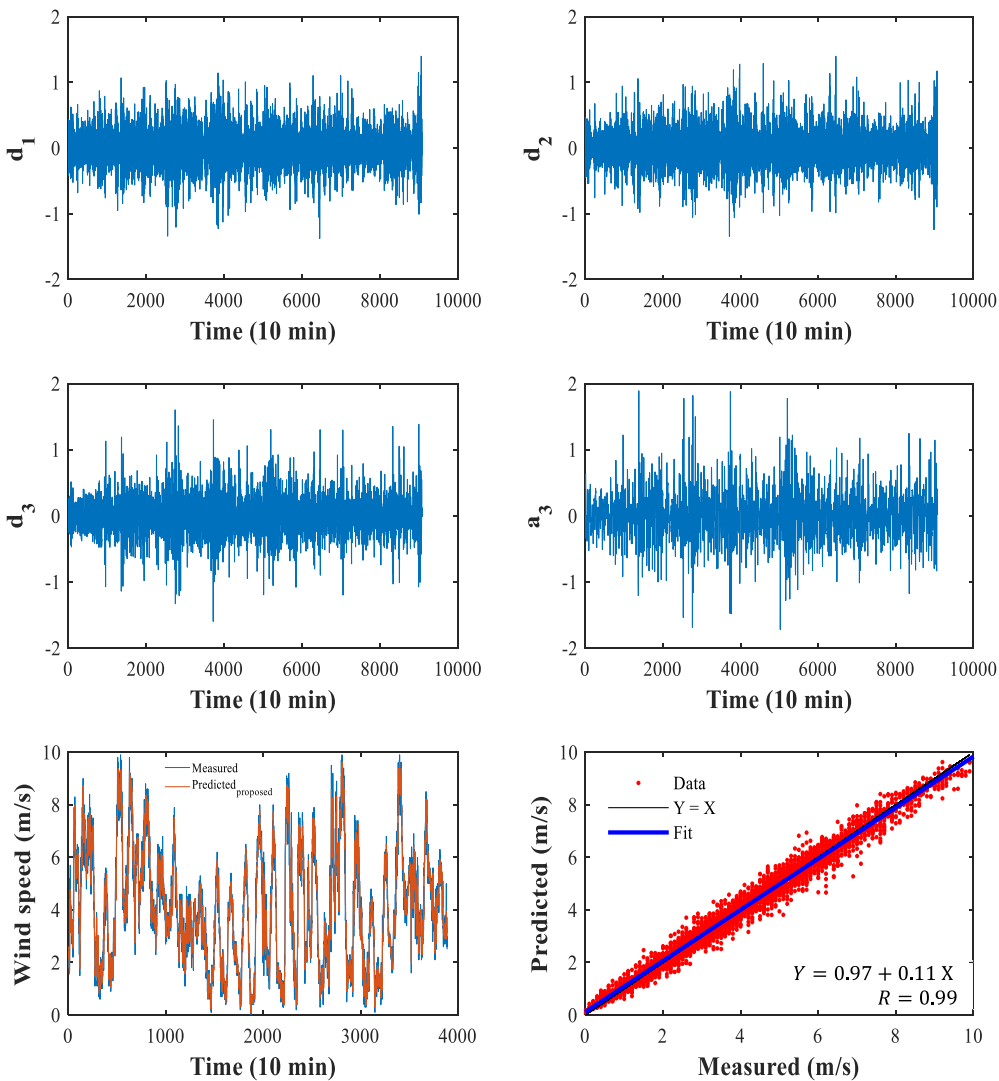 2
1
0
-1
-2
d_1
0 2000 4000 6000 8000 10000
Time (10 min)
2
1
0
-1
-2
d_2
0 2000 4000 6000 8000 10000
Time (10 min)
2
1
0
-1
-2
d_3
0 2000 4000 6000 8000 10000
Time (10 min)
2
1
0
-1
-2
a_3
0 2000 4000 6000 8000 10000
Time (10 min)
10
8
6
4
2
0
Wind speed (m/s)
Measured
Predicted_proposed
0 1000 2000 3000 4000
Time (10 min)
10
8
6
4
2
0
Predicted (m/s)
Data
Y = X
Fit
Y = 0.97 + 0.11 X
R = 0.99
0 2 4 6 8 10
Measured (m/s)